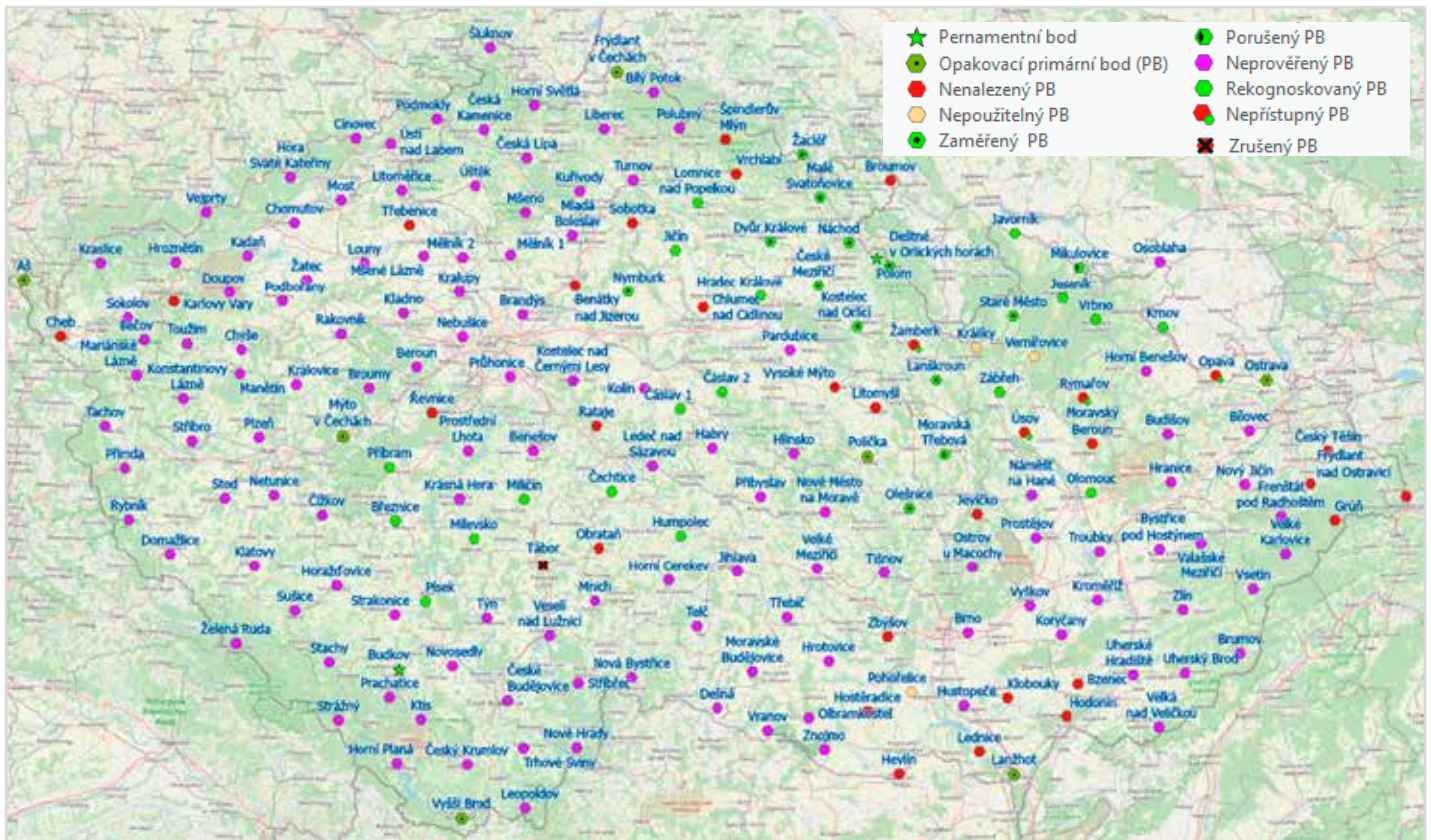 Pernamentní bod
Opakovací primární bod (PB)
Nenalezený PB
Nepoužitelný PB
Zaměřený PB
Porušený PB
Neprověřený PB
Rekognoskovaný PB
Nepřístupný PB
Zrušený PB
Šluknov
Frýdlant
v Čechách
Bílý Potok
Horní Světlá
Podmokly
Česká
Kamenice
Liberec
Polubný
Špindlerův
Mlýn
Cínovec
Ústí
nad Labem
Česká Lípa
Žacléř
Hora
Svaté Kateřiny
Litoměřice
Úštěk
Turnov
Lomnice
nad Popelkou
Vrchlabí
Malé
Svatoňovice
Broumov
Vejprty
Most
Chomutov
Třebenice
Mšeno
Kuřívody
Mladá
Boleslav
Sobotka
Jičín
Dvůr Králové
Náchod
Javorník
Kraslice
Hroznětín
Kadaň
Louny
Mšené Lázně
Mělník 2
Mělník 1
Deštné
v Orlických horách
Polom
Mikulovice
Osoblaha
Aš
Doupov
Žatec
Podbořany
Kralupy
Benátky
nad Jizerou
Nymburk
Hradec Králové
České
Meziříčí
Jeseník
Sokolov
Karlovy Vary
Kladno
Brandýs
Chlumec
nad Cidlinou
Kostelec
nad Orlicí
Staré Město
Vrbno
Krnov
Cheb
Bečov
Toužim
Chyše
Rakovník
Nebušice
Pardubice
Žamberk
Králíky
Vernířovice
Mariánské
Lázně
Konstantinovy
Lázně
Manětín
Kralovice
Broumy
Beroun
Průhonice
Kostelec nad
Černými Lesy
Kolín
Čáslav 1
Čáslav 2
Vysoké Mýto
Litomyšl
Lanškroun
Zábřeh
Rýmařov
Horní Benešov
Opava
Ostrava
Tachov
Stříbro
Plzeň
Mýto
v Čechách
Řevnice
Prostřední
Lhota
Benešov
Rataje
Ledeč nad
Sázavou
Habry
Hlinsko
Polička
Moravská
Třebová
Úsov
Moravský
Beroun
Budišov
Bílovec
Český Těšín
Přimda
Příbram
Frýdlant
nad Ostravicí
Stod
Netunice
Čížkov
Březnice
Krásná Hora
Miličín
Čechtice
Přibyslav
Nové Město
na Moravě
Olešnice
Jevíčko
Náměšť
na Hané
Olomouc
Hranice
Nový Jičín
Frenštát
pod Radhoštěm
Grúň
Rybník
Domažlice
Klatovy
Milevsko
Tábor
Obrataň
Humpolec
Jihlava
Velké
Meziříčí
Tišnov
Ostrov
u Macochy
Prostějov
Troubky
Bystřice
pod Hostýnem
Valašské
Meziříčí
Velké
Karlovice
Horažďovice
Sušice
Strakonice
Písek
Týn
Veselí
nad Lužnicí
Mnich
Horní Cerekev
Telč
Třebíč
Zbýšov
Brno
Vyškov
Kroměříž
Koryčany
Zlín
Vsetín
Železná Ruda
Stachy
Budkov
Prachatice
Novosedly
České
Budějovice
Nová Bystřice
Stříbřec
Moravské
Budějovice
Hrotovice
Pohořelice
Hustopeče
Klobouky
Bzenec
Uherské
Hradiště
Uherský Brod
Brumov
Strážný
Ktis
Dešná
Vranov
Hostěradice
Olbramkostel
Znojmo
Hodonín
Velká
nad Veličkou
Horní Planá
Český Krumlov
Nové Hrady
Trhové Sviny
Hevlín
Lednice
Lanžhot
Vyšší Brod
Leopoldov